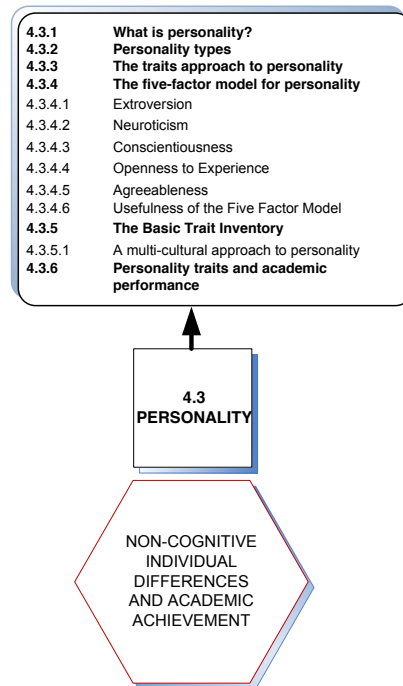 4.3.1 What is personality?
4.3.2 Personality types
4.3.3 The traits approach to personality
4.3.4 The five-factor model for personality
4.3.4.1 Extroversion
4.3.4.2 Neuroticism
4.3.4.3 Conscientiousness
4.3.4.4 Openness to Experience
4.3.4.5 Agreeableness
4.3.4.6 Usefulness of the Five Factor Model
4.3.5 The Basic Trait Inventory
4.3.5.1 A multi-cultural approach to personality
4.3.6 Personality traits and academic
performance
4.3
PERSONALITY
NON-COGNITIVE
INDIVIDUAL
DIFFERENCES
AND ACADEMIC
ACHIEVEMENT